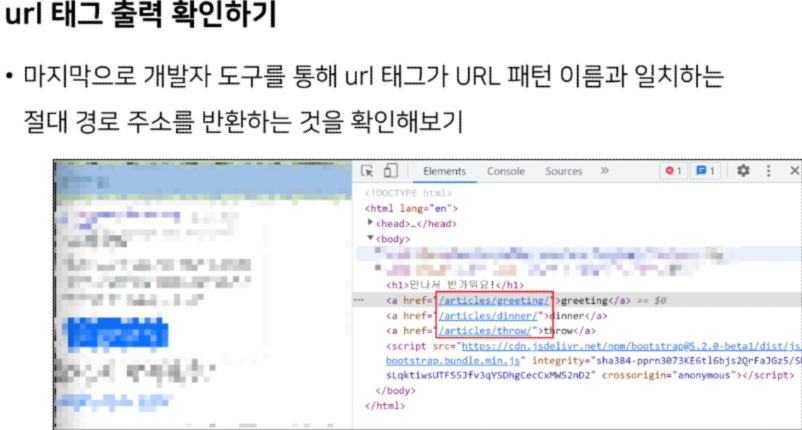 url 태그 출력 확인하기
• 마지막으로 개발자 도구를 통해 url 태그가 URL 패턴 이름과 일치하는
절대 경로 주소를 반환하는 것을 확인해보기
Elements Console Sources » 1 1
<!DOCTYPE html>
<html lang="en">
<head>…</head>
<body>
<h1>만나서 반가워요!</h1>
<a href="/articles/greeting/">greeting</a> == $0
<a href="/articles/dinner/">dinner</a>
<a href="/articles/throw/">throw</a>
<script src="https://cdn.jsdelivr.net/npm/bootstrap@5.2.0-beta1/dist/js/
bootstrap.bundle.min.js" integrity="sha384-pprn3073KE6tl6bjs2QrFaJGz5/
sLqktiwsUTF55Jfv3qYSDhgCecCxMW52nD2" crossorigin="anonymous"></script>
</body>
</html>